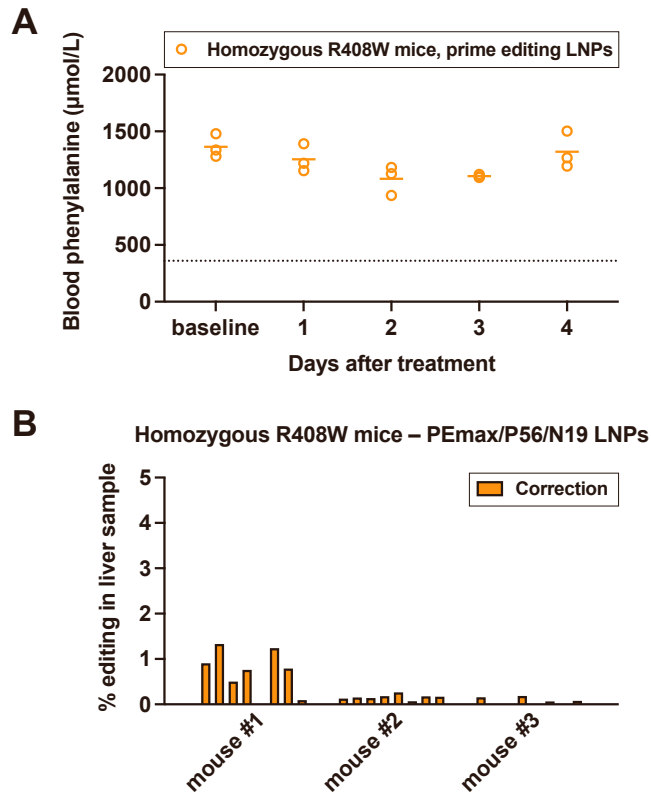 A
Homozygous R408W mice, prime editing LNPs
Blood phenylalanine (µmol/L)
2000
1500
1000
500
0
baseline 1 2 3 4
Days after treatment
B
Homozygous R408W mice – PEmax/P56/N19 LNPs
Correction
% editing in liver sample
5
4
3
2
1
0
mouse #1 mouse #2 mouse #3